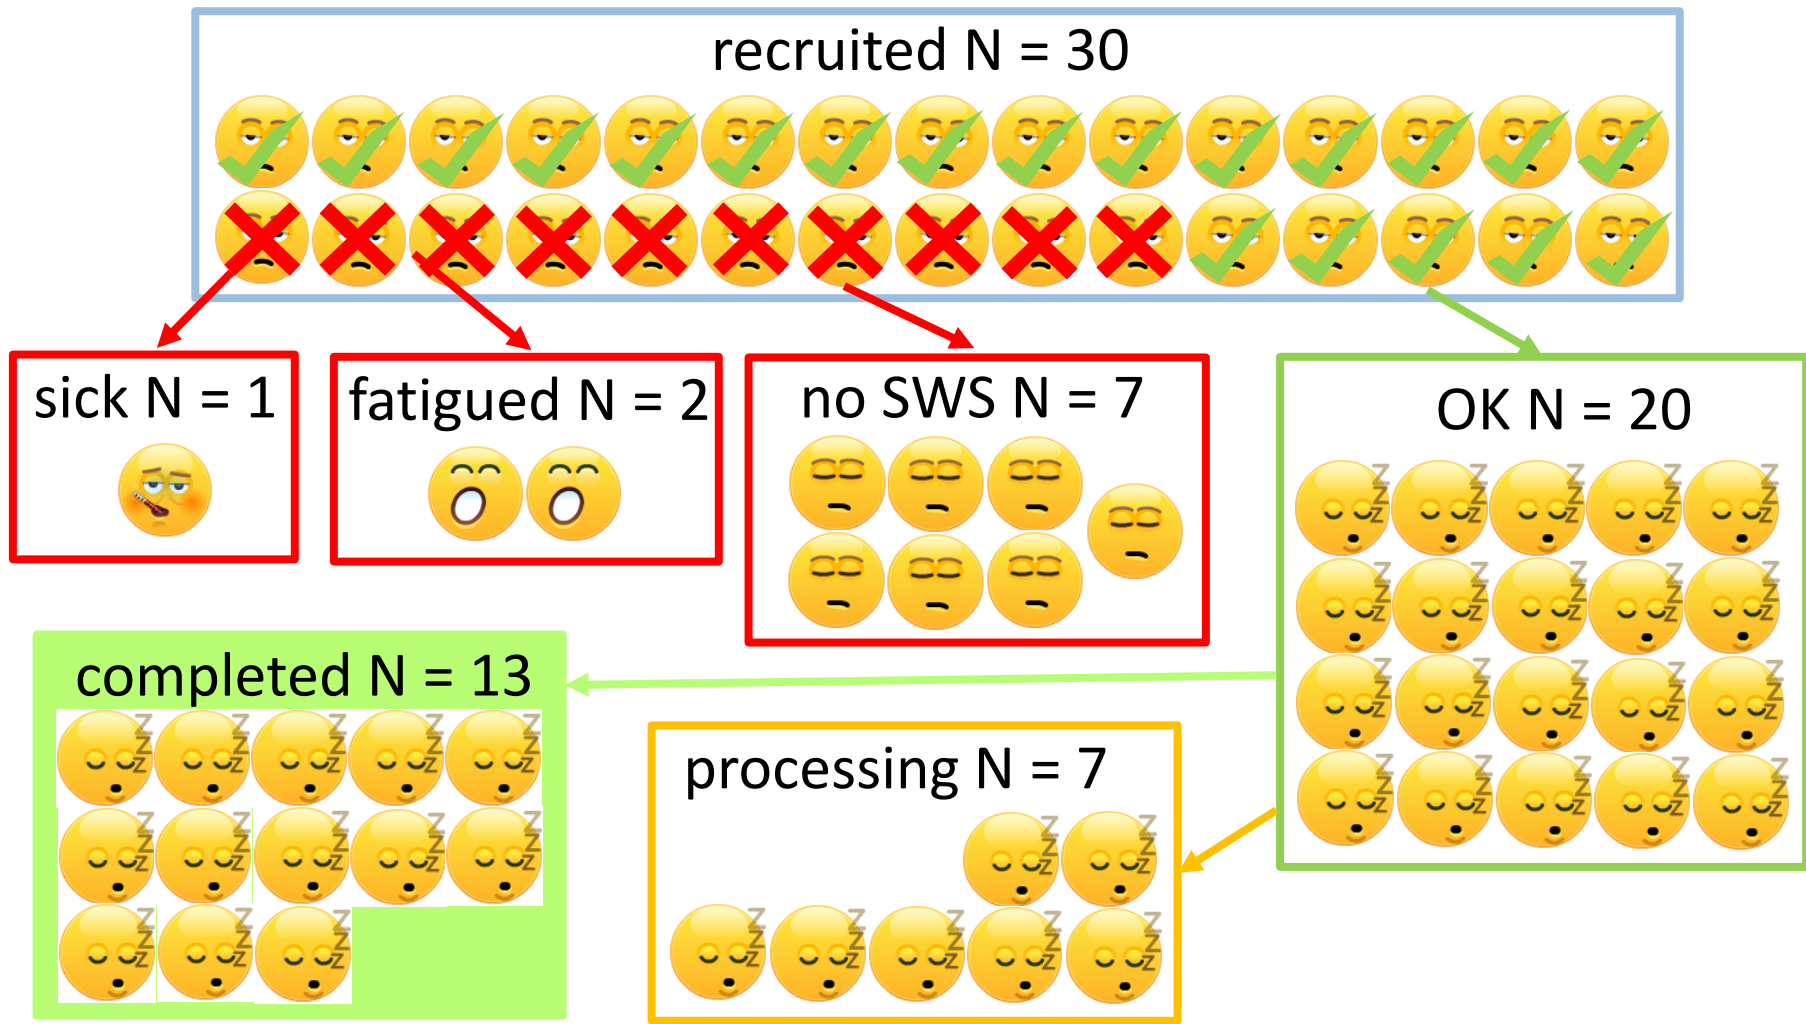 recruited N = 30
sick N = 1
fatigued N = 2
no SWS N = 7
OK N = 20
completed N = 13
processing N = 7